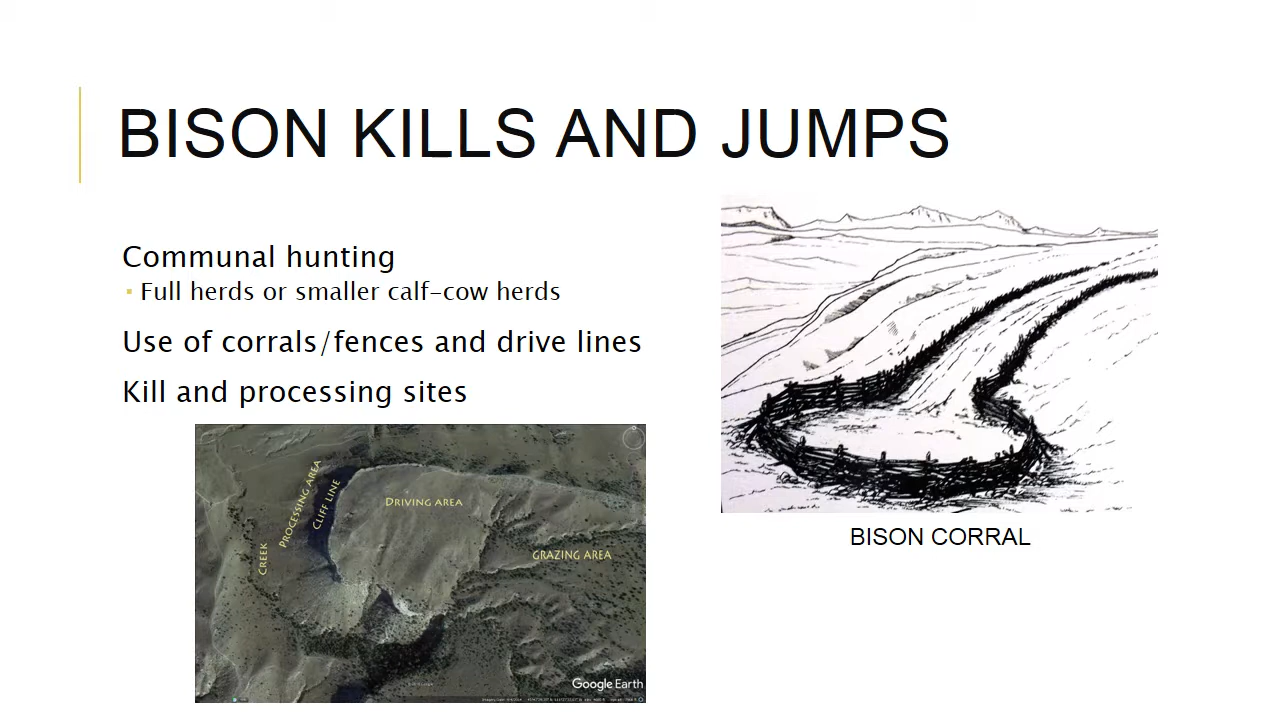 BISON KILLS AND JUMPS
Communal hunting
▪ Full herds or smaller calf-cow herds
Use of corrals/fences and drive lines
Kill and processing sites
PROCESSING AREA
CLIFF LINE
DRIVING AREA
CREEK
GRAZING AREA
Google Earth
BISON CORRAL